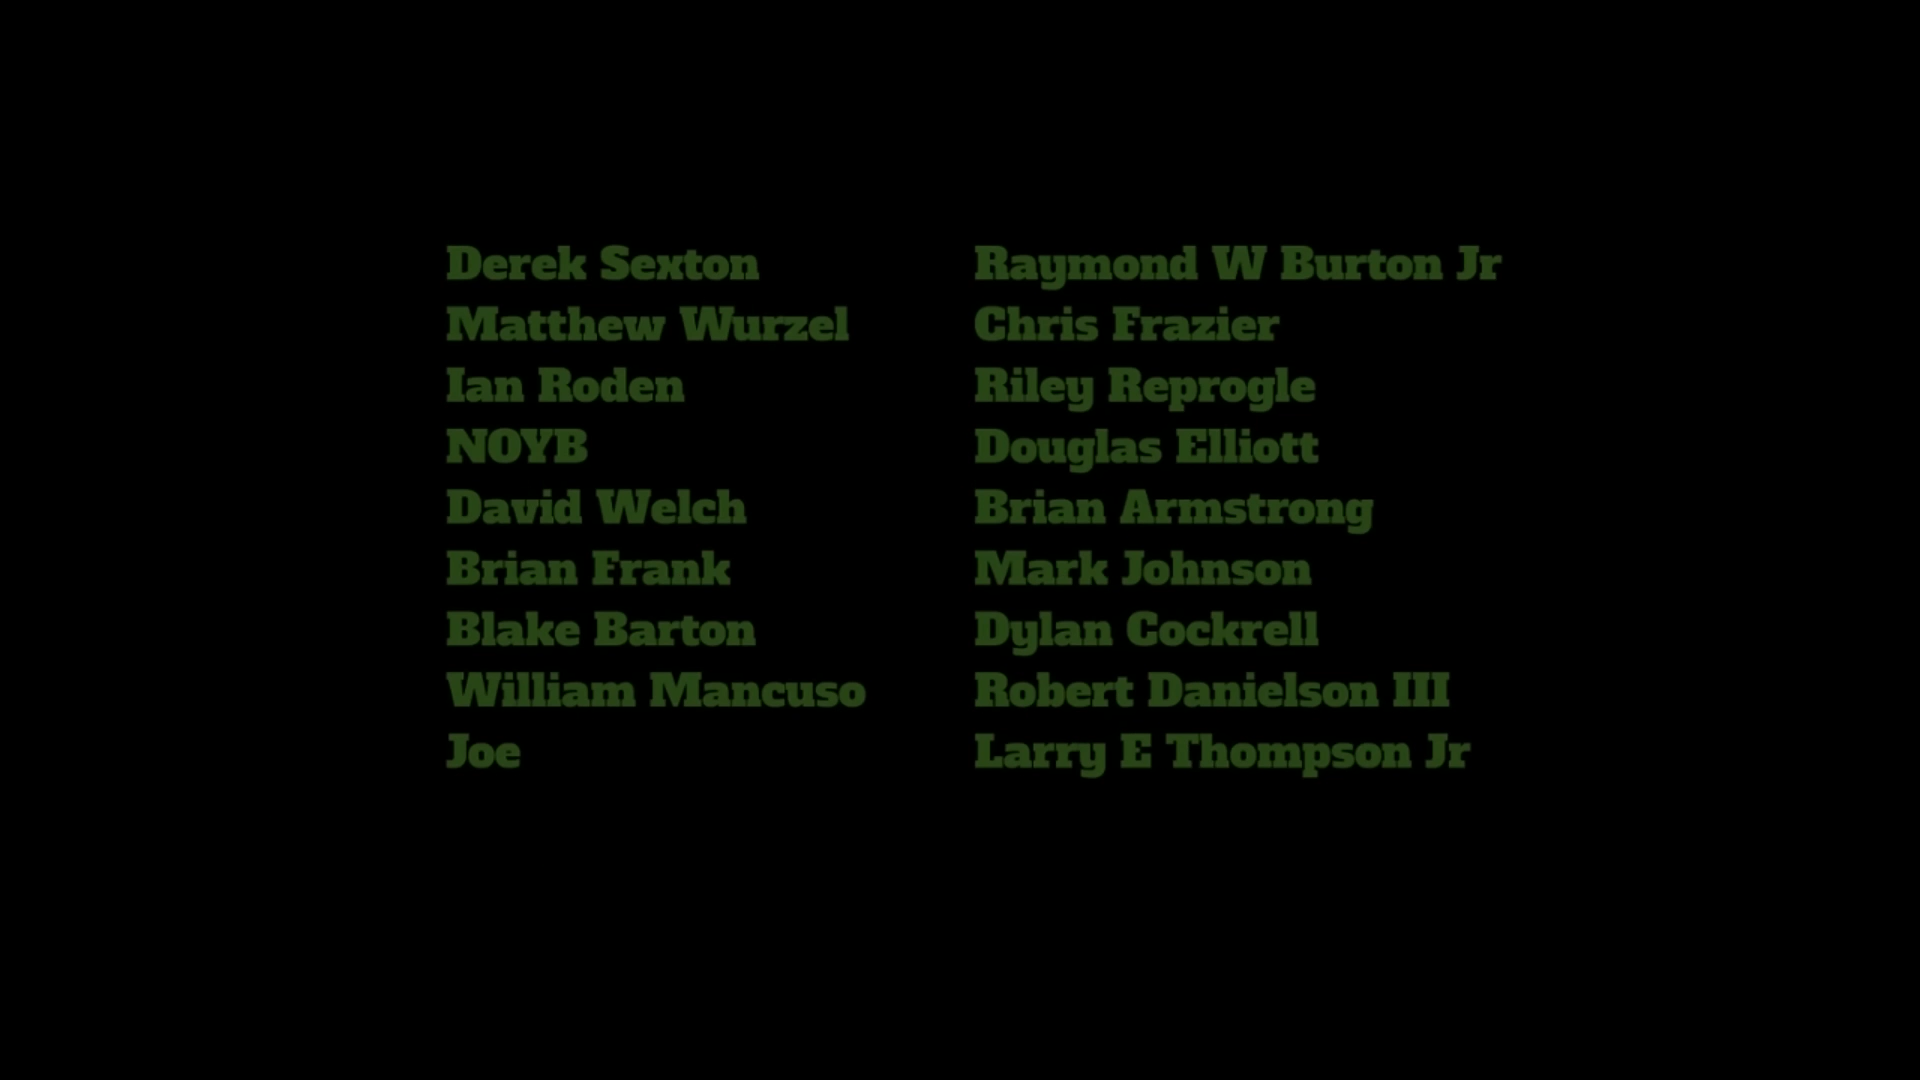 Derek Sexton
Matthew Wurzel
Ian Roden
NOYB
David Welch
Brian Frank
Blake Barton
William Mancuso
Joe
Raymond W Burton Jr
Chris Frazier
Riley Reprogle
Douglas Elliott
Brian Armstrong
Mark Johnson
Dylan Cockrell
Robert Danielson III
Larry E Thompson Jr